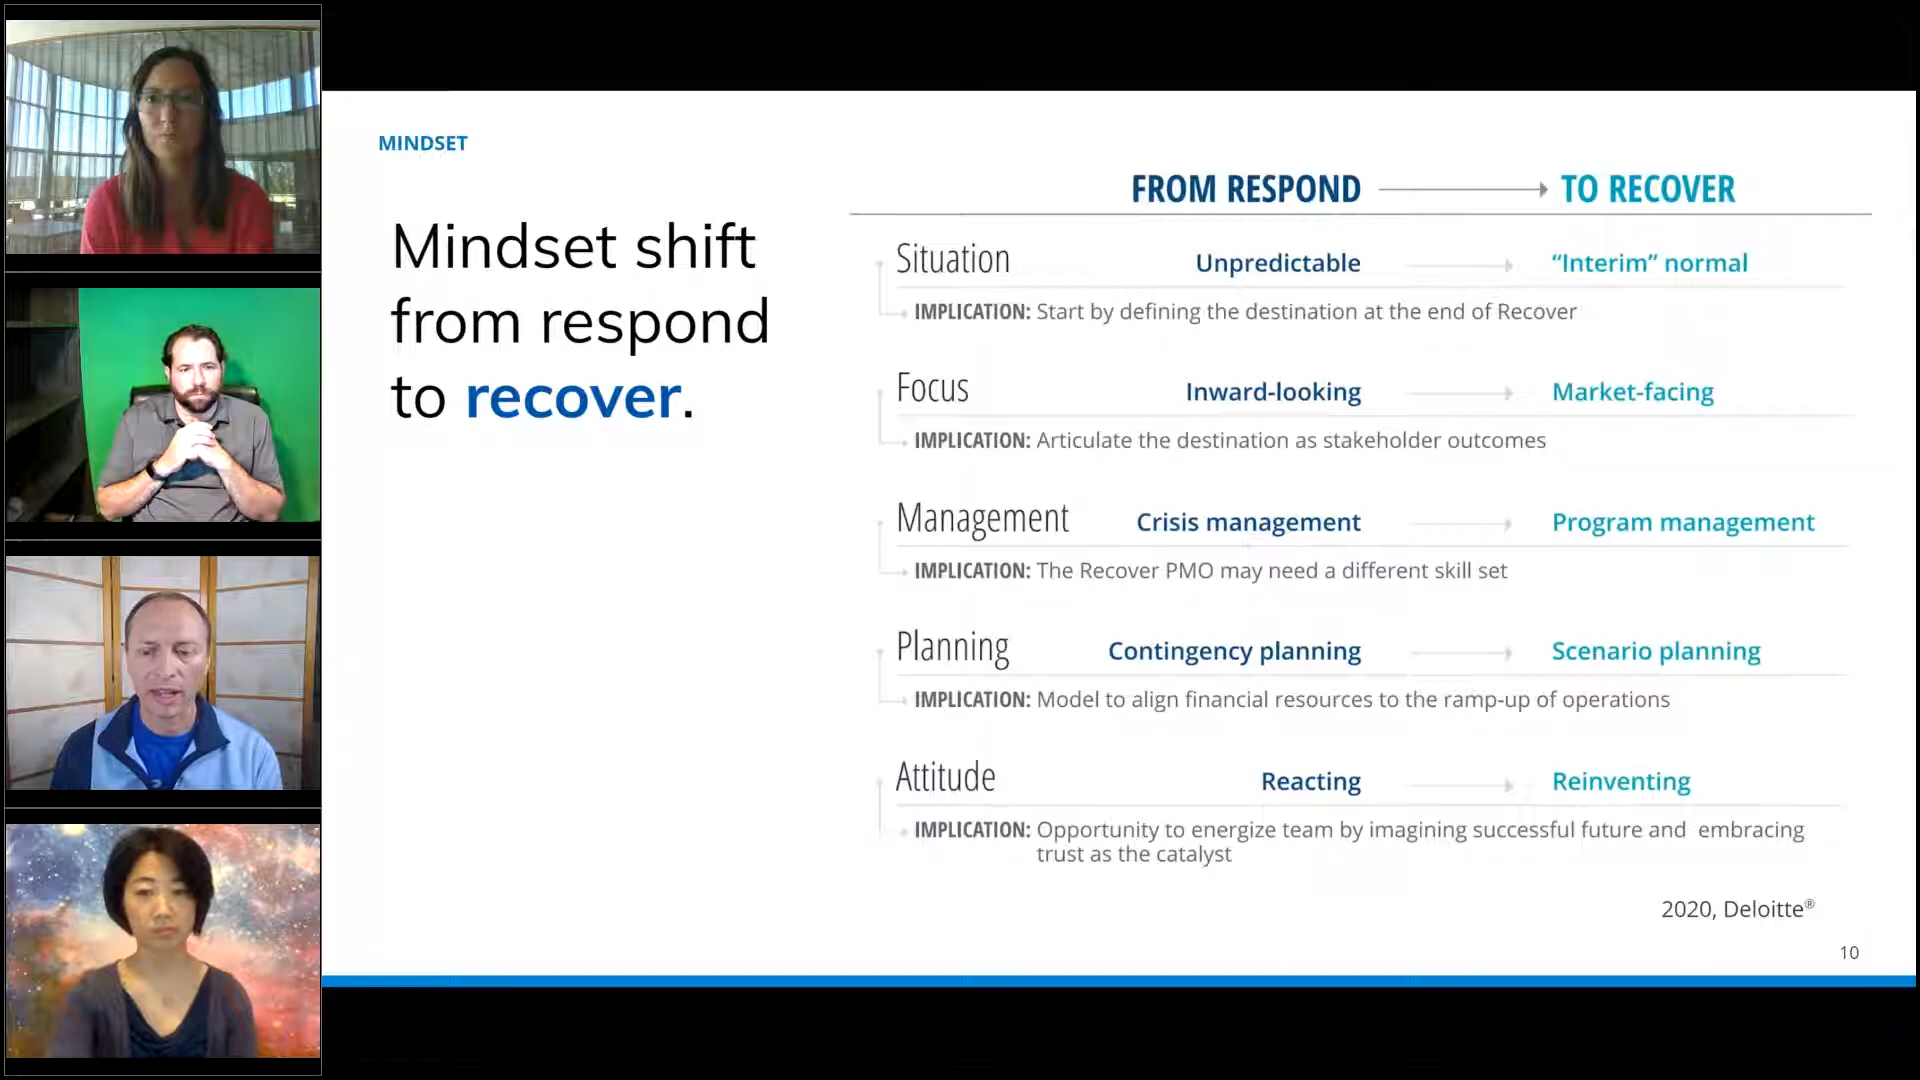 MINDSET
Mindset shift
from respond
to recover.
FROM RESPOND TO RECOVER
Situation Unpredictable “Interim” normal
IMPLICATION: Start by defining the destination at the end of Recover
Focus Inward-looking Market-facing
IMPLICATION: Articulate the destination as stakeholder outcomes
Management Crisis management Program management
IMPLICATION: The Recover PMO may need a different skill set
Planning Contingency planning Scenario planning
IMPLICATION: Model to align financial resources to the ramp-up of operations
Attitude Reacting Reinventing
IMPLICATION: Opportunity to energize team by imagining successful future and embracing
trust as the catalyst
2020, Deloitte®
10